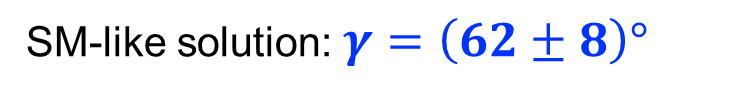 SM-like solution: γ = (62 ± 8)°